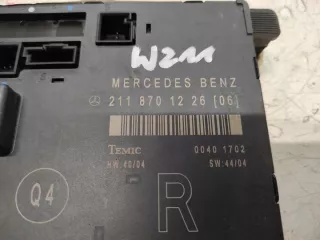 W211
MERCEDES BENZ
211 870 12 26 [06]
TEMIC 0040 1702
HW:40/04 SW:44/04
Q4
R